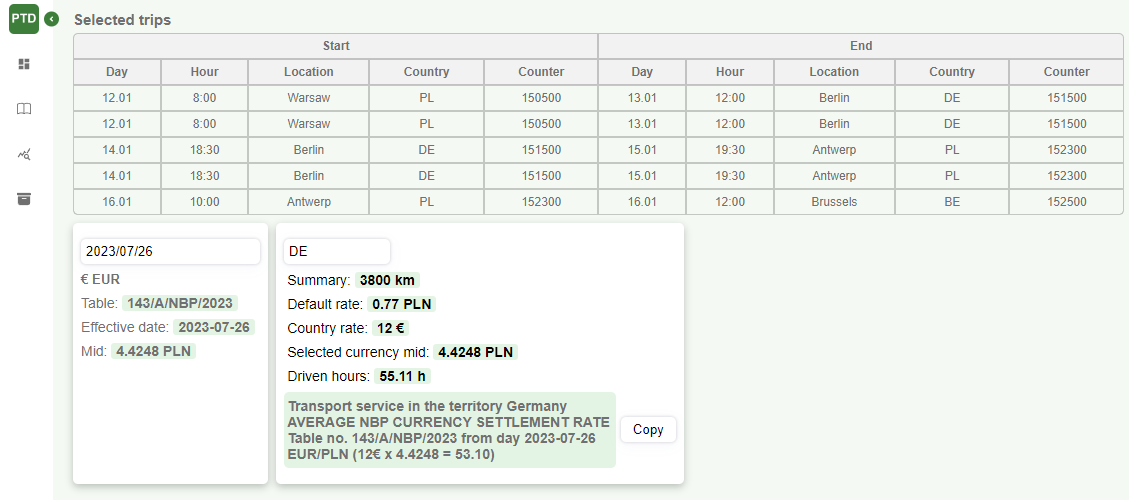 PTD
Selected trips
Start End
Day Hour Location Country Counter Day Hour Location Country Counter
12.01 8:00 Warsaw PL 150500 13.01 12:00 Berlin DE 151500
12.01 8:00 Warsaw PL 150500 13.01 12:00 Berlin DE 151500
14.01 18:30 Berlin DE 151500 15.01 19:30 Antwerp PL 152300
14.01 18:30 Berlin DE 151500 15.01 19:30 Antwerp PL 152300
16.01 10:00 Antwerp PL 152300 16.01 12:00 Brussels BE 152500
2023/07/26
€ EUR
Table: 143/A/NBP/2023
Effective date: 2023-07-26
Mid: 4.4248 PLN
DE
Summary: 3800 km
Default rate: 0.77 PLN
Country rate: 12 €
Selected currency mid: 4.4248 PLN
Driven hours: 55.11 h
Transport service in the territory Germany
AVERAGE NBP CURRENCY SETTLEMENT RATE
Table no. 143/A/NBP/2023 from day 2023-07-26
EUR/PLN (12€ x 4.4248 = 53.10)
Copy